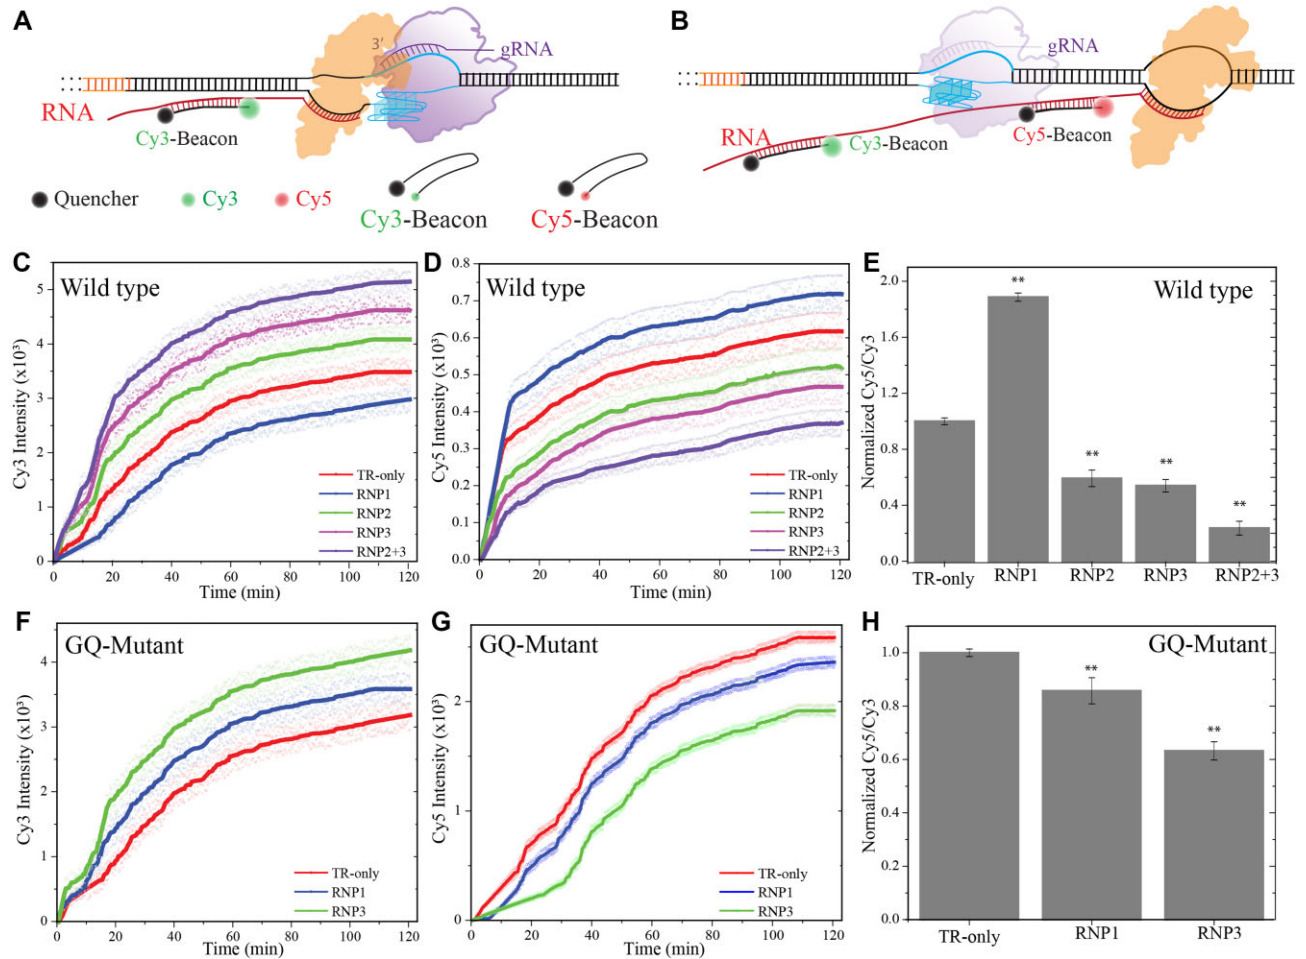 A
3′
gRNA
RNA
Cy3-Beacon
Quencher
Cy3
Cy5
Cy3-Beacon
Cy5-Beacon
B
gRNA
RNA
Cy3-Beacon
Cy5-Beacon
C
Wild type
Cy3 Intensity (x10³)
5
4
3
2
1
0
TR-only
RNP1
RNP2
RNP3
RNP2+3
0 20 40 60 80 100 120
Time (min)
D
Wild type
Cy5 Intensity (x10³)
0.8
0.7
0.6
0.5
0.4
0.3
0.2
0.1
0.0
TR-only
RNP1
RNP2
RNP3
RNP2+3
0 20 40 60 80 100 120
Time (min)
E
Wild type
Normalized Cy5/Cy3
2.0
1.6
1.2
0.8
0.4
0.0
**
**
**
**
TR-only RNP1 RNP2 RNP3 RNP2+3
F
GQ-Mutant
Cy3 Intensity (x10³)
4
3
2
1
0
TR-only
RNP1
RNP3
0 20 40 60 80 100 120
Time (min)
G
GQ-Mutant
Cy5 Intensity (x10³)
2
1
0
TR-only
RNP1
RNP3
0 20 40 60 80 100 120
Time (min)
H
GQ-Mutant
Normalized Cy5/Cy3
1.0
0.8
0.6
0.4
0.2
0.0
**
**
TR-only RNP1 RNP3